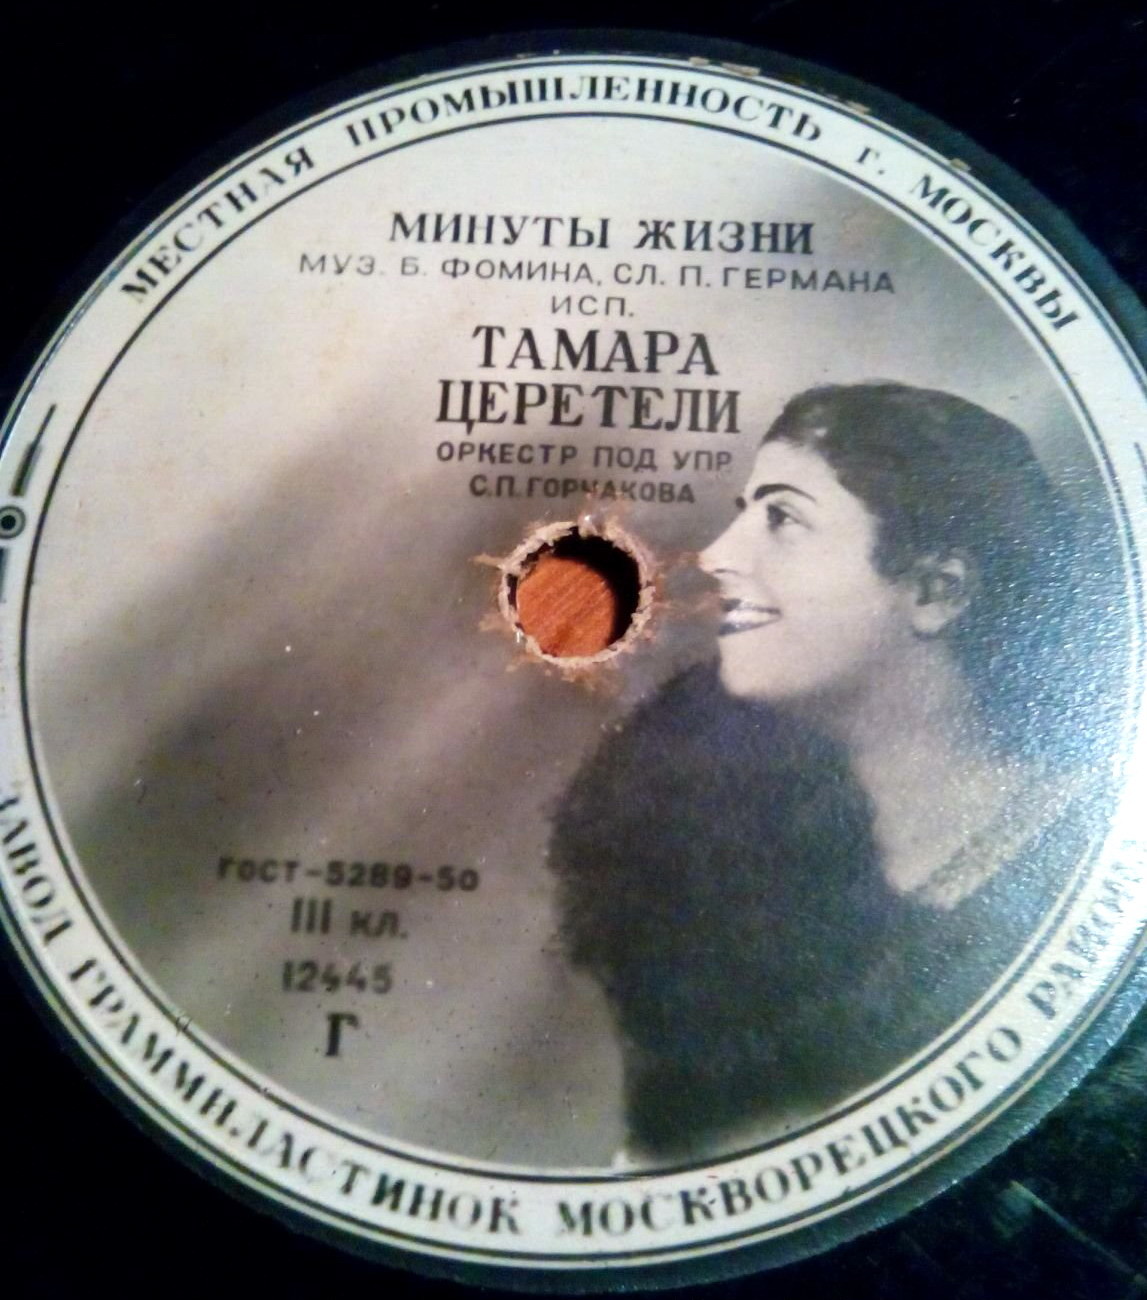 МЕСТНАЯ ПРОМЫШЛЕННОСТЬ г. МОСКВЫ
МИНУТЫ ЖИЗНИ
МУЗ. Б. ФОМИНА, СЛ. П. ГЕРМАНА
ИСП.
ТАМАРА
ЦЕРЕТЕЛИ
ОРКЕСТР ПОД УПР.
С.П. ГОРЧАКОВА
ГОСТ-5289-50
III кл.
12445
Г
ЗАВОД ГРАММПЛАСТИНОК МОСКВОРЕЦКОГО РАЙОНА